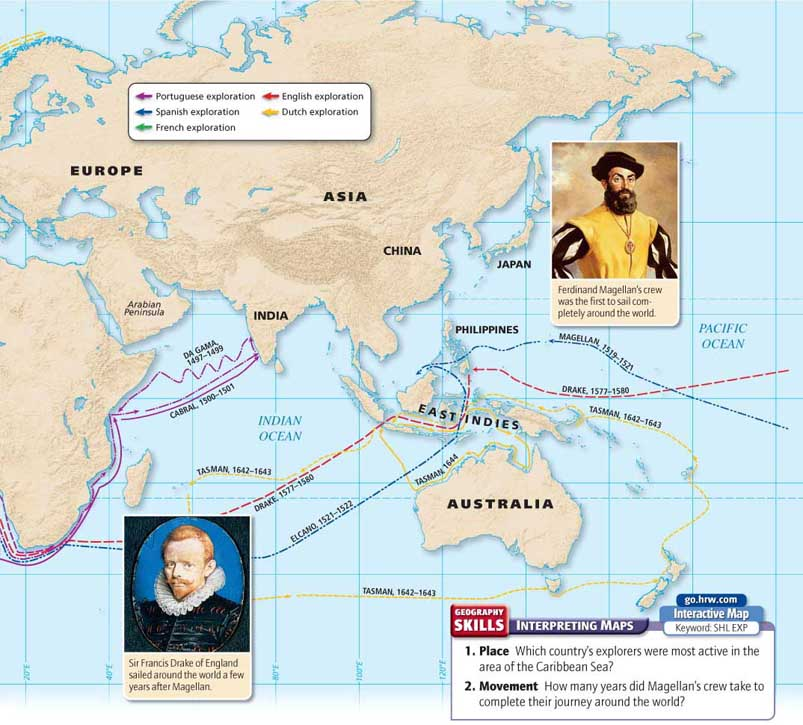 Portuguese exploration
English exploration
Spanish exploration
Dutch exploration
French exploration
EUROPE
ASIA
CHINA
JAPAN
Ferdinand Magellan's crew
was the first to sail com-
pletely around the world.
Arabian
Peninsula
INDIA
PHILIPPINES
PACIFIC
OCEAN
MAGELLAN, 1519–1521
DA GAMA,
1497–1499
CABRAL, 1500–1501
DRAKE, 1577–1580
TASMAN, 1642–1643
INDIAN
OCEAN
EAST INDIES
TASMAN, 1642–1643
TASMAN, 1644
DRAKE, 1577–1580
ELCANO, 1521–1522
AUSTRALIA
TASMAN, 1642–1643
Sir Francis Drake of England
sailed around the world a few
years after Magellan.
20°E
40°E
80°E
100°E
120°E
go.hrw.com
Interactive Map
Keyword: SHL EXP
GEOGRAPHY
SKILLS
INTERPRETING MAPS
1. Place Which country's explorers were most active in the
area of the Caribbean Sea?
2. Movement How many years did Magellan's crew take to
complete their journey around the world?